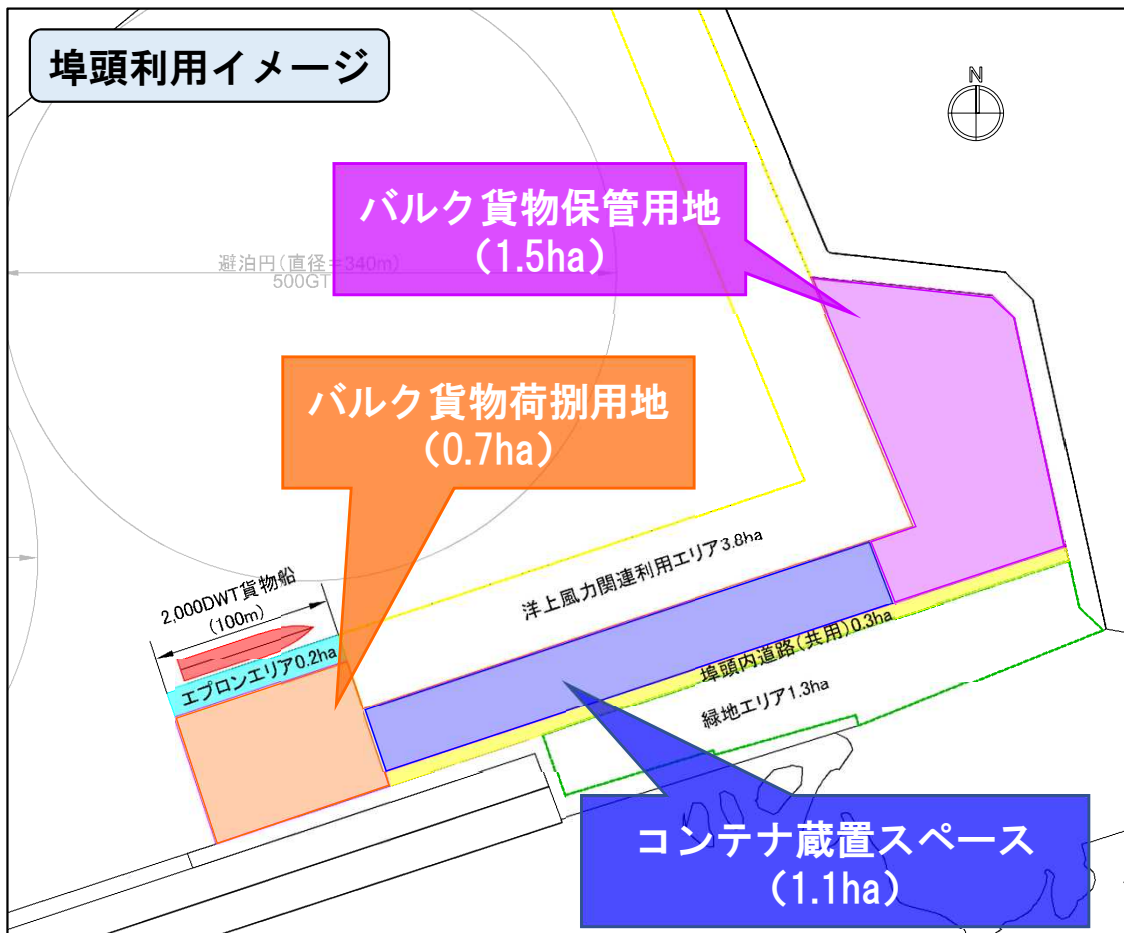 埠頭利用イメージ
N
バルク貨物保管用地
(1.5ha)
避泊円(直径=340m)
500GT
バルク貨物荷捌用地
(0.7ha)
洋上風力関連利用エリア3.8ha
2,000DWT貨物船
(100m)
エプロンエリア0.2ha
埠頭内道路(共用)0.3ha
緑地エリア1.3ha
コンテナ蔵置スペース
(1.1ha)